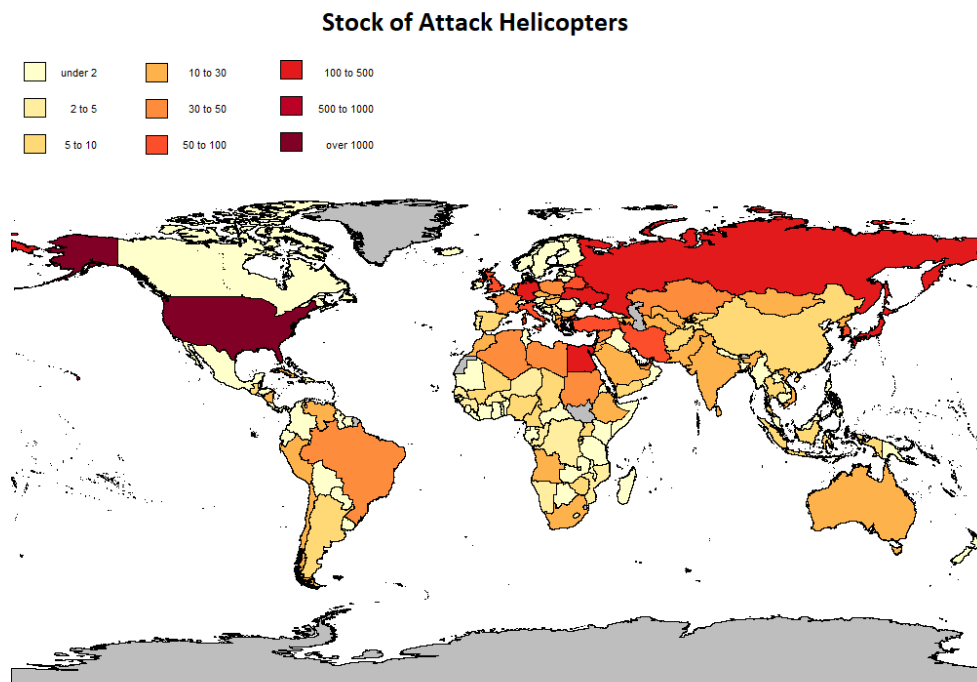 Stock of Attack Helicopters
under 2
10 to 30
100 to 500
2 to 5
30 to 50
500 to 1000
5 to 10
50 to 100
over 1000